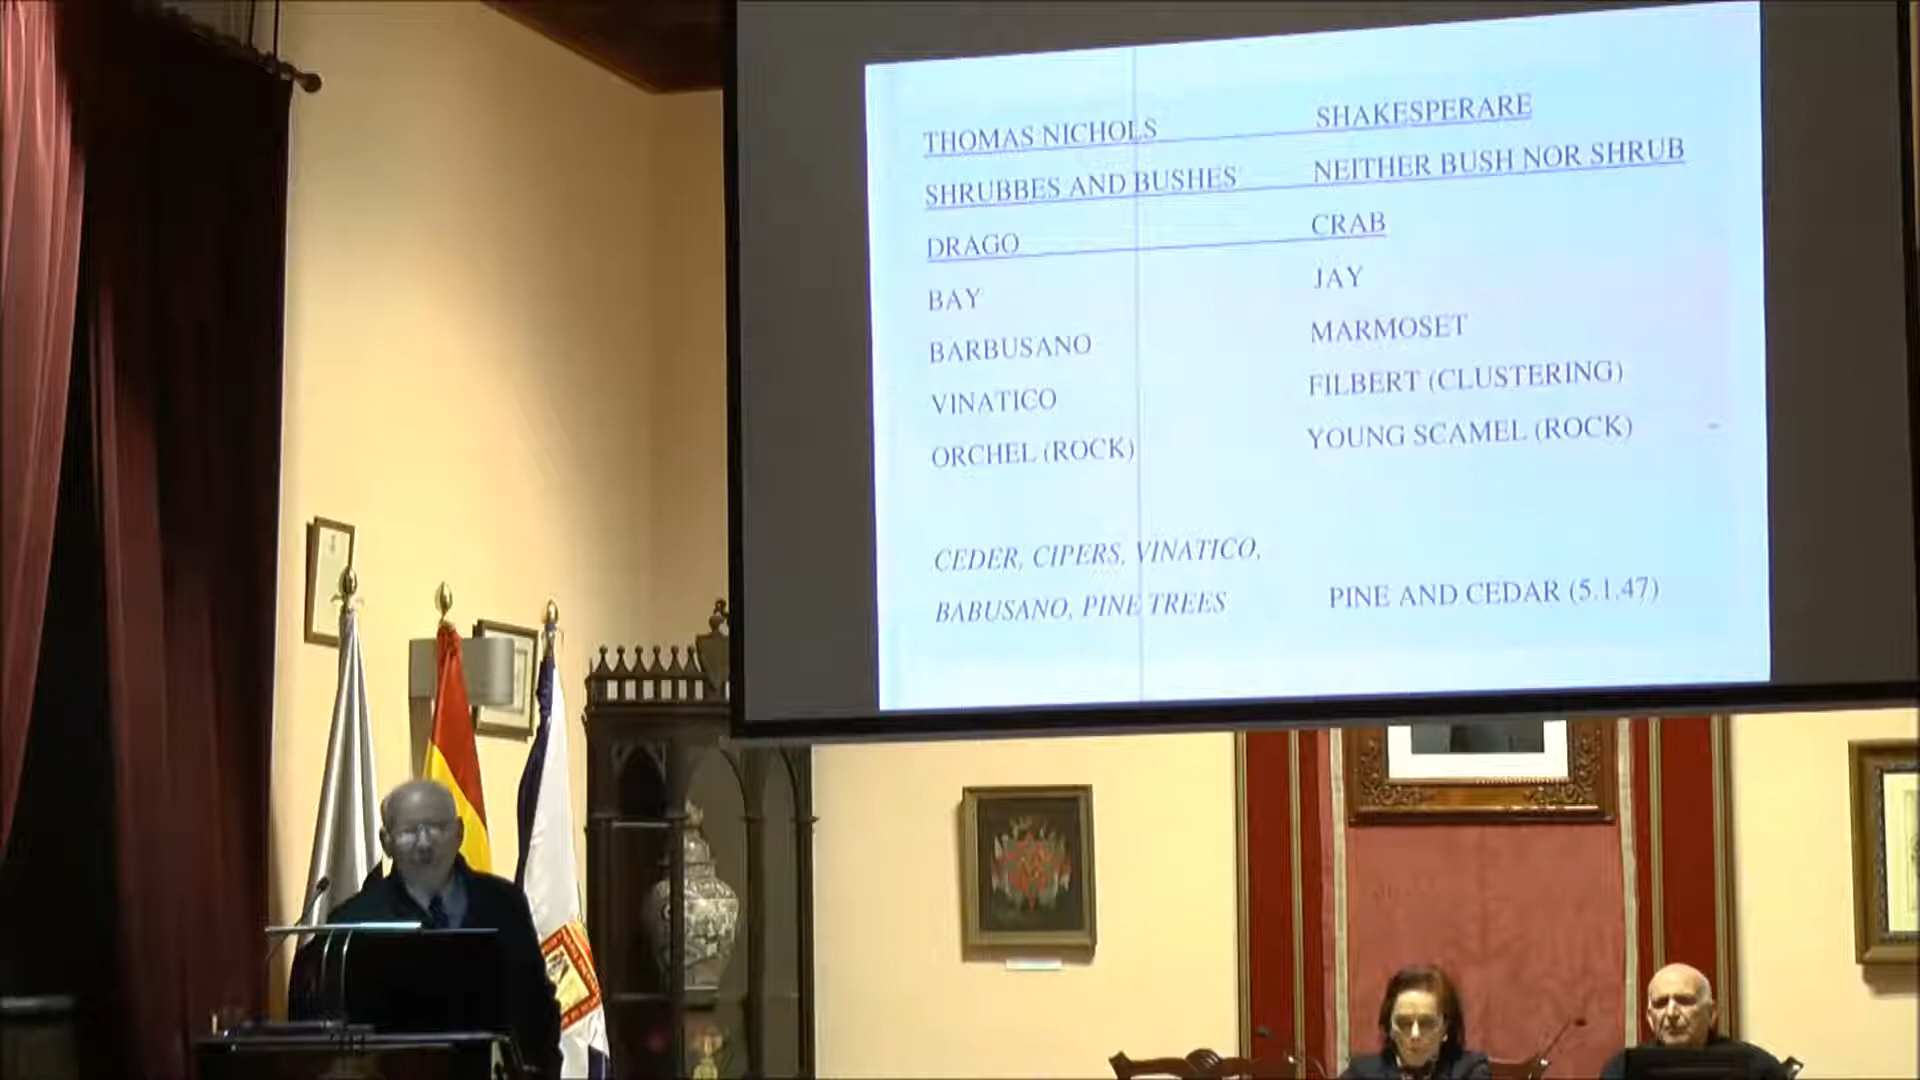 THOMAS NICHOLS SHAKESPERARE
SHRUBBES AND BUSHES NEITHER BUSH NOR SHRUB
DRAGO CRAB
BAY JAY
BARBUSANO MARMOSET
VINATICO FILBERT (CLUSTERING)
ORCHEL (ROCK) YOUNG SCAMEL (ROCK)
CEDER, CIPERS, VINATICO,
BABUSANO, PINE TREES PINE AND CEDAR (5.1.47)